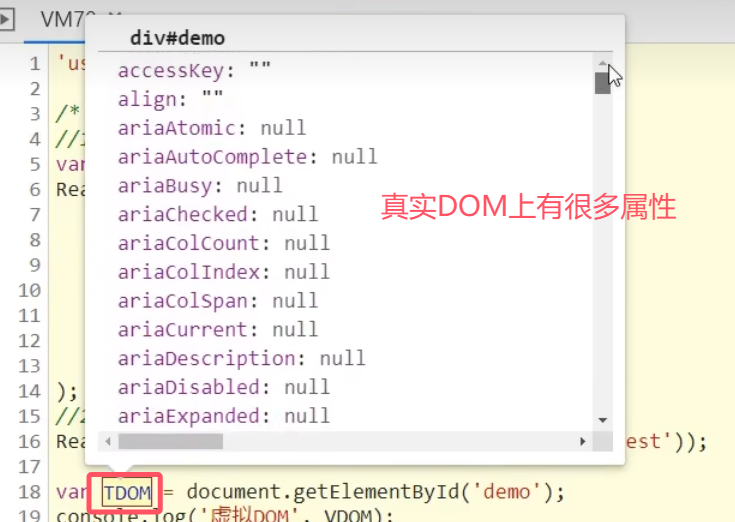 div#demo
accessKey: ""
align: ""
ariaAtomic: null
ariaAutoComplete: null
ariaBusy: null
ariaChecked: null
ariaColCount: null
ariaColIndex: null
ariaColSpan: null
ariaCurrent: null
ariaDescription: null
ariaDisabled: null
ariaExpanded: null
真实DOM上有很多属性
1 'us
2
3 /*
4 //1
5 var
6 Rea
7
8
9
10
11
12
13
14 );
15 //2
16 Rea est'));
17
18 var TDOM = document.getElementById('demo');
19 console.log('虚拟DOM', VDOM);